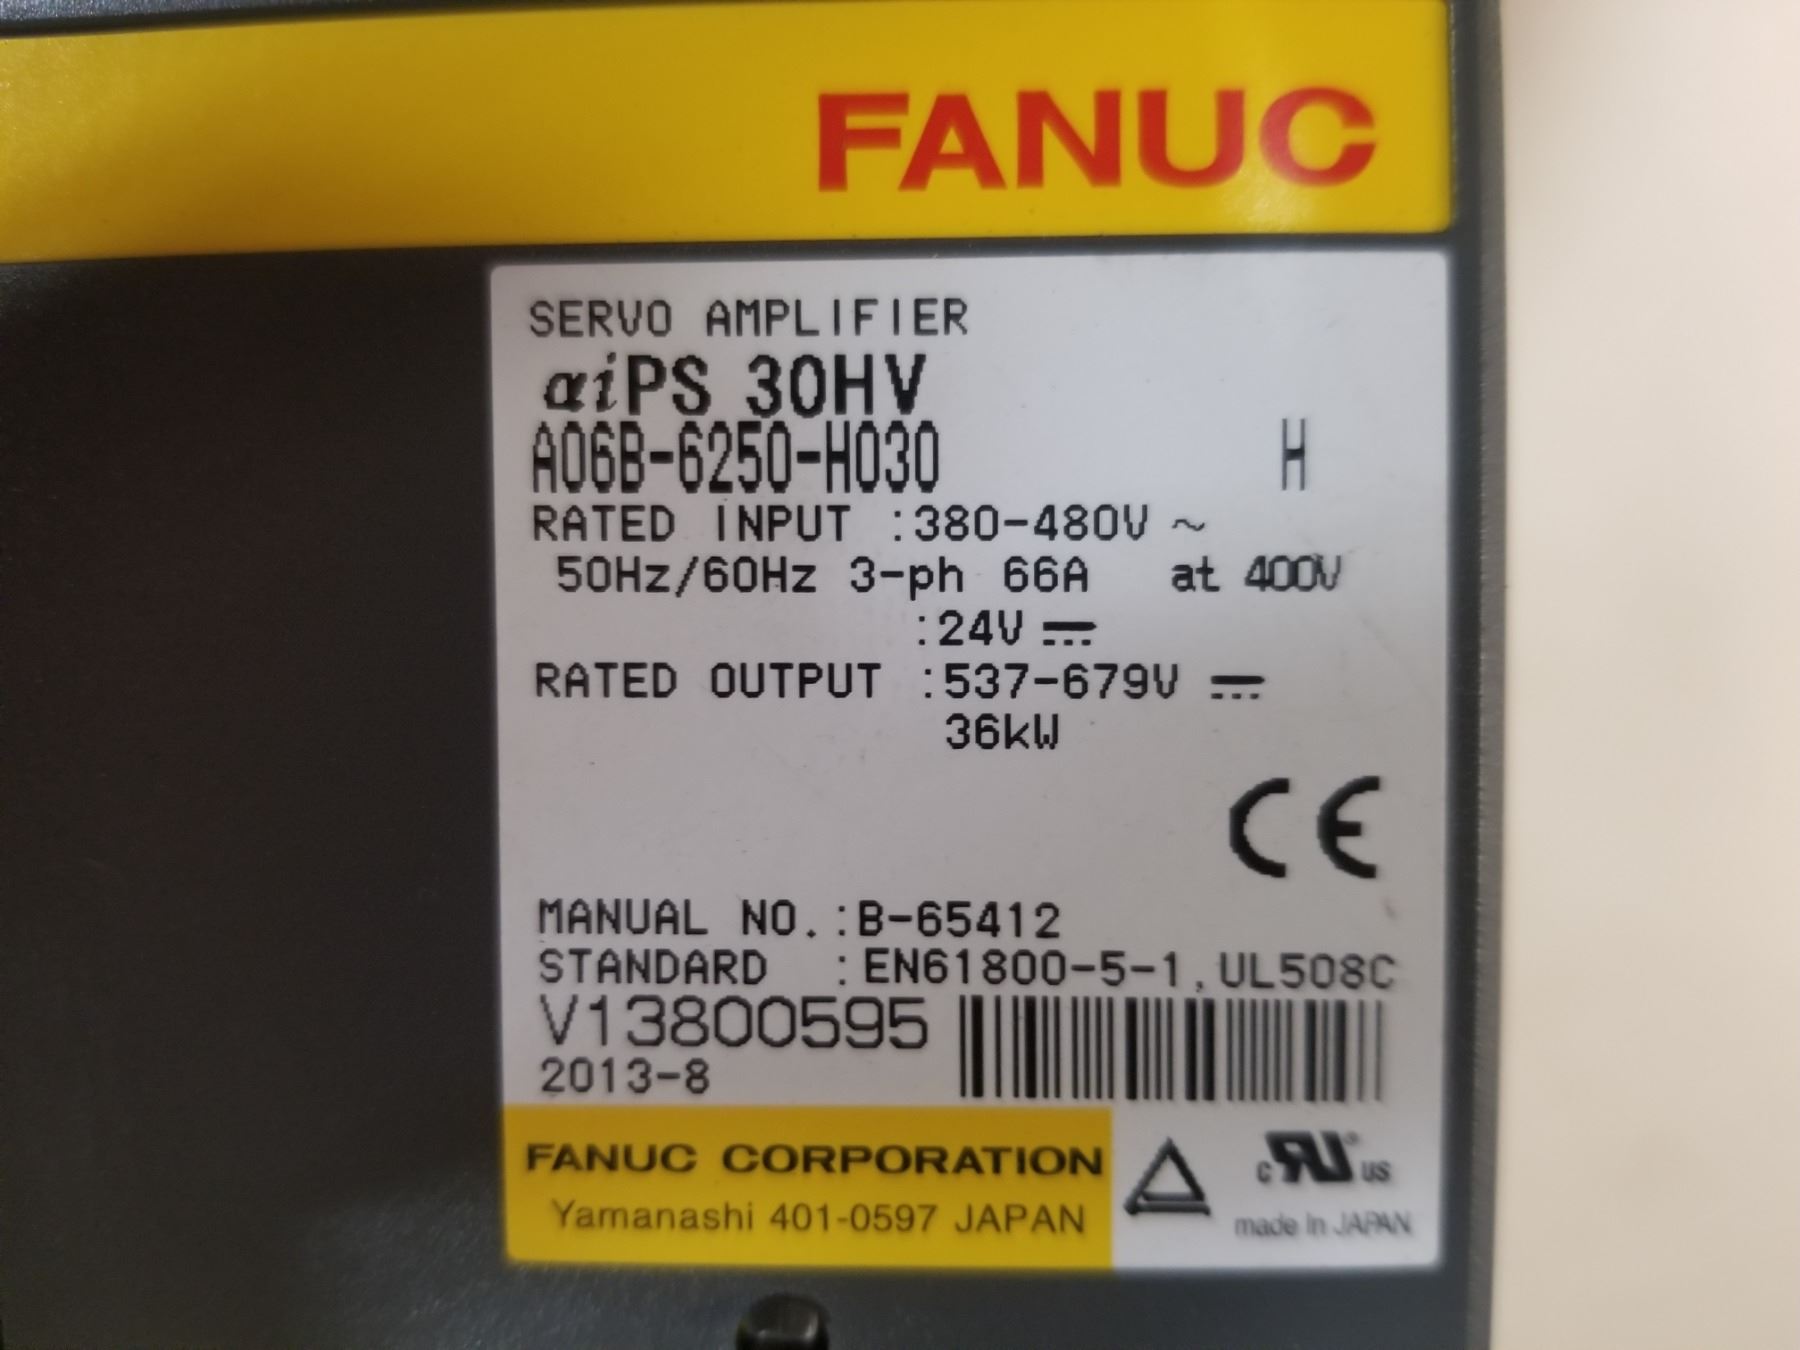 FANUC
SERVO AMPLIFIER
αiPS 30HV
A06B-6250-H030 H
RATED INPUT :380-480V ~
50Hz/60Hz 3-ph 66A at 400V
:24V ⎓
RATED OUTPUT :537-679V ⎓
36kW
CE
MANUAL NO.:B-65412
STANDARD :EN61800-5-1,UL508C
V13800595
2013-8
FANUC CORPORATION
Yamanashi 401-0597 JAPAN
c RU® US
made in JAPAN